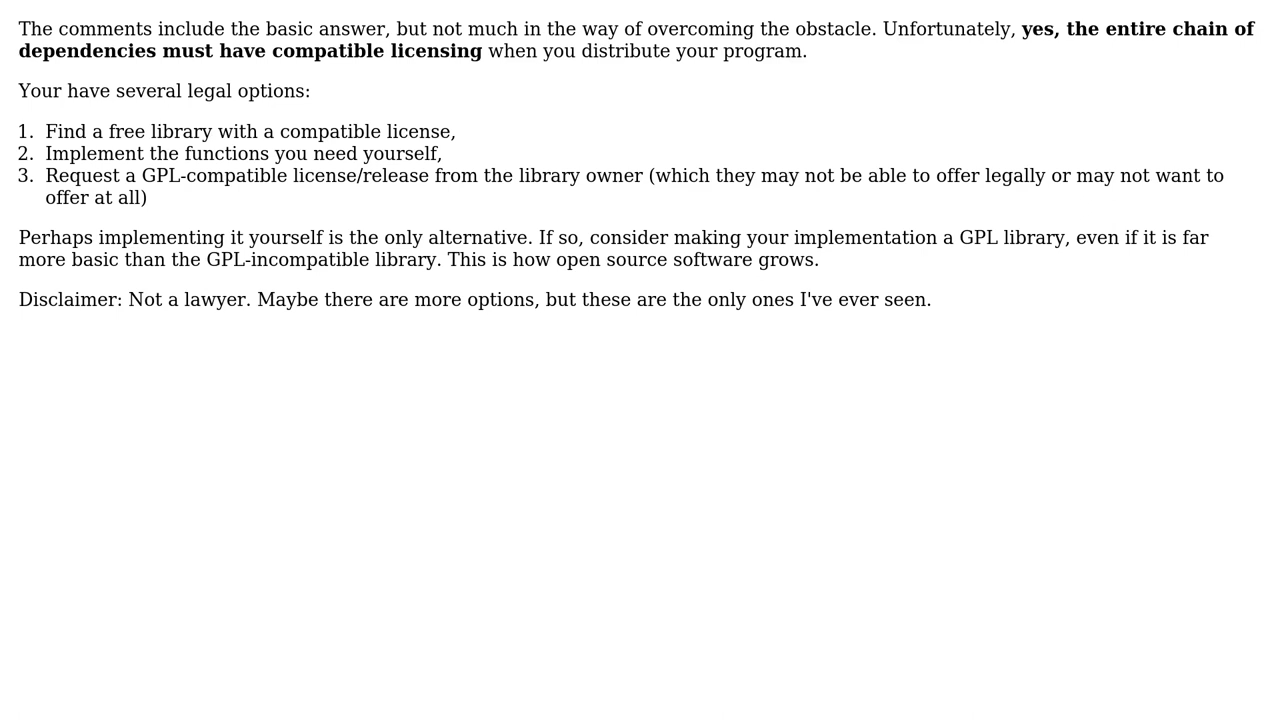 The comments include the basic answer, but not much in the way of overcoming the obstacle. Unfortunately, yes, the entire chain of
dependencies must have compatible licensing when you distribute your program.
Your have several legal options:
1. Find a free library with a compatible license,
2. Implement the functions you need yourself,
3. Request a GPL-compatible license/release from the library owner (which they may not be able to offer legally or may not want to
offer at all)
Perhaps implementing it yourself is the only alternative. If so, consider making your implementation a GPL library, even if it is far
more basic than the GPL-incompatible library. This is how open source software grows.
Disclaimer: Not a lawyer. Maybe there are more options, but these are the only ones I've ever seen.